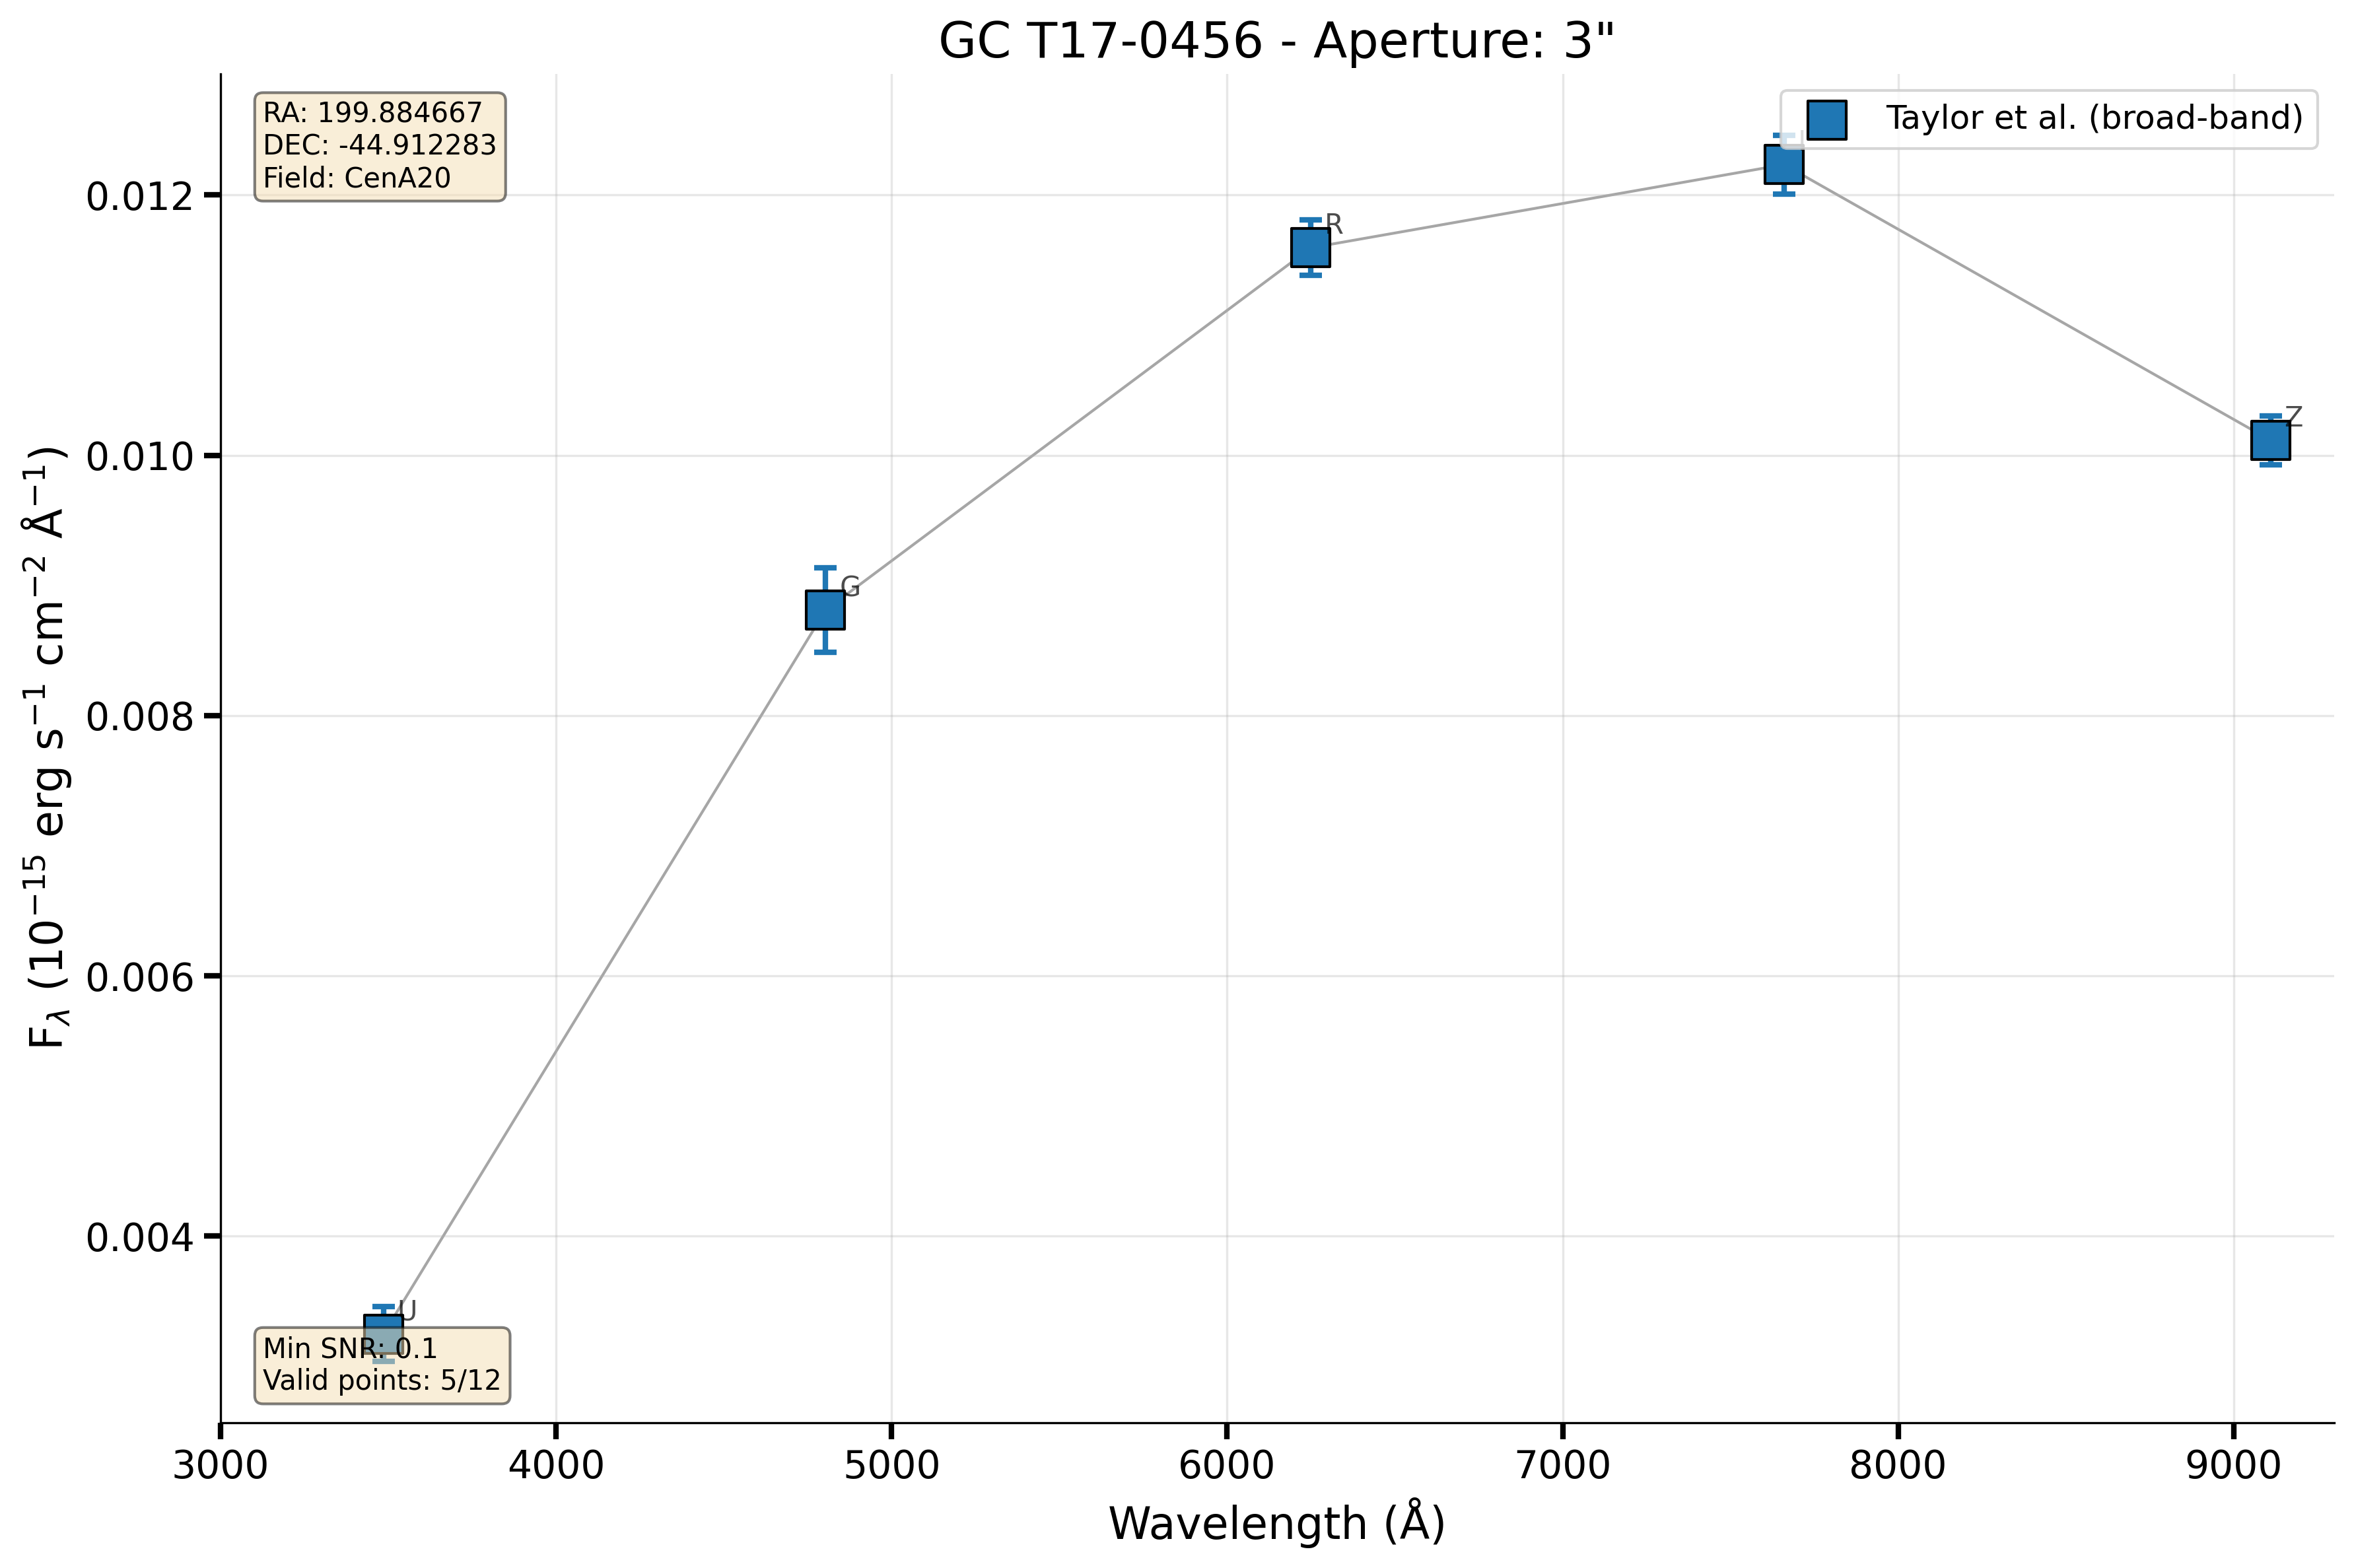 GC T17-0456 - Aperture: 3"
RA: 199.884667
DEC: -44.912283
Field: CenA20
Taylor et al. (broad-band)
R
Z
G
U
Min SNR: 0.1
Valid points: 5/12
0.012
0.010
0.008
0.006
0.004
F_λ (10⁻¹⁵ erg s⁻¹ cm⁻² Å⁻¹)
3000 4000 5000 6000 7000 8000 9000
Wavelength (Å)